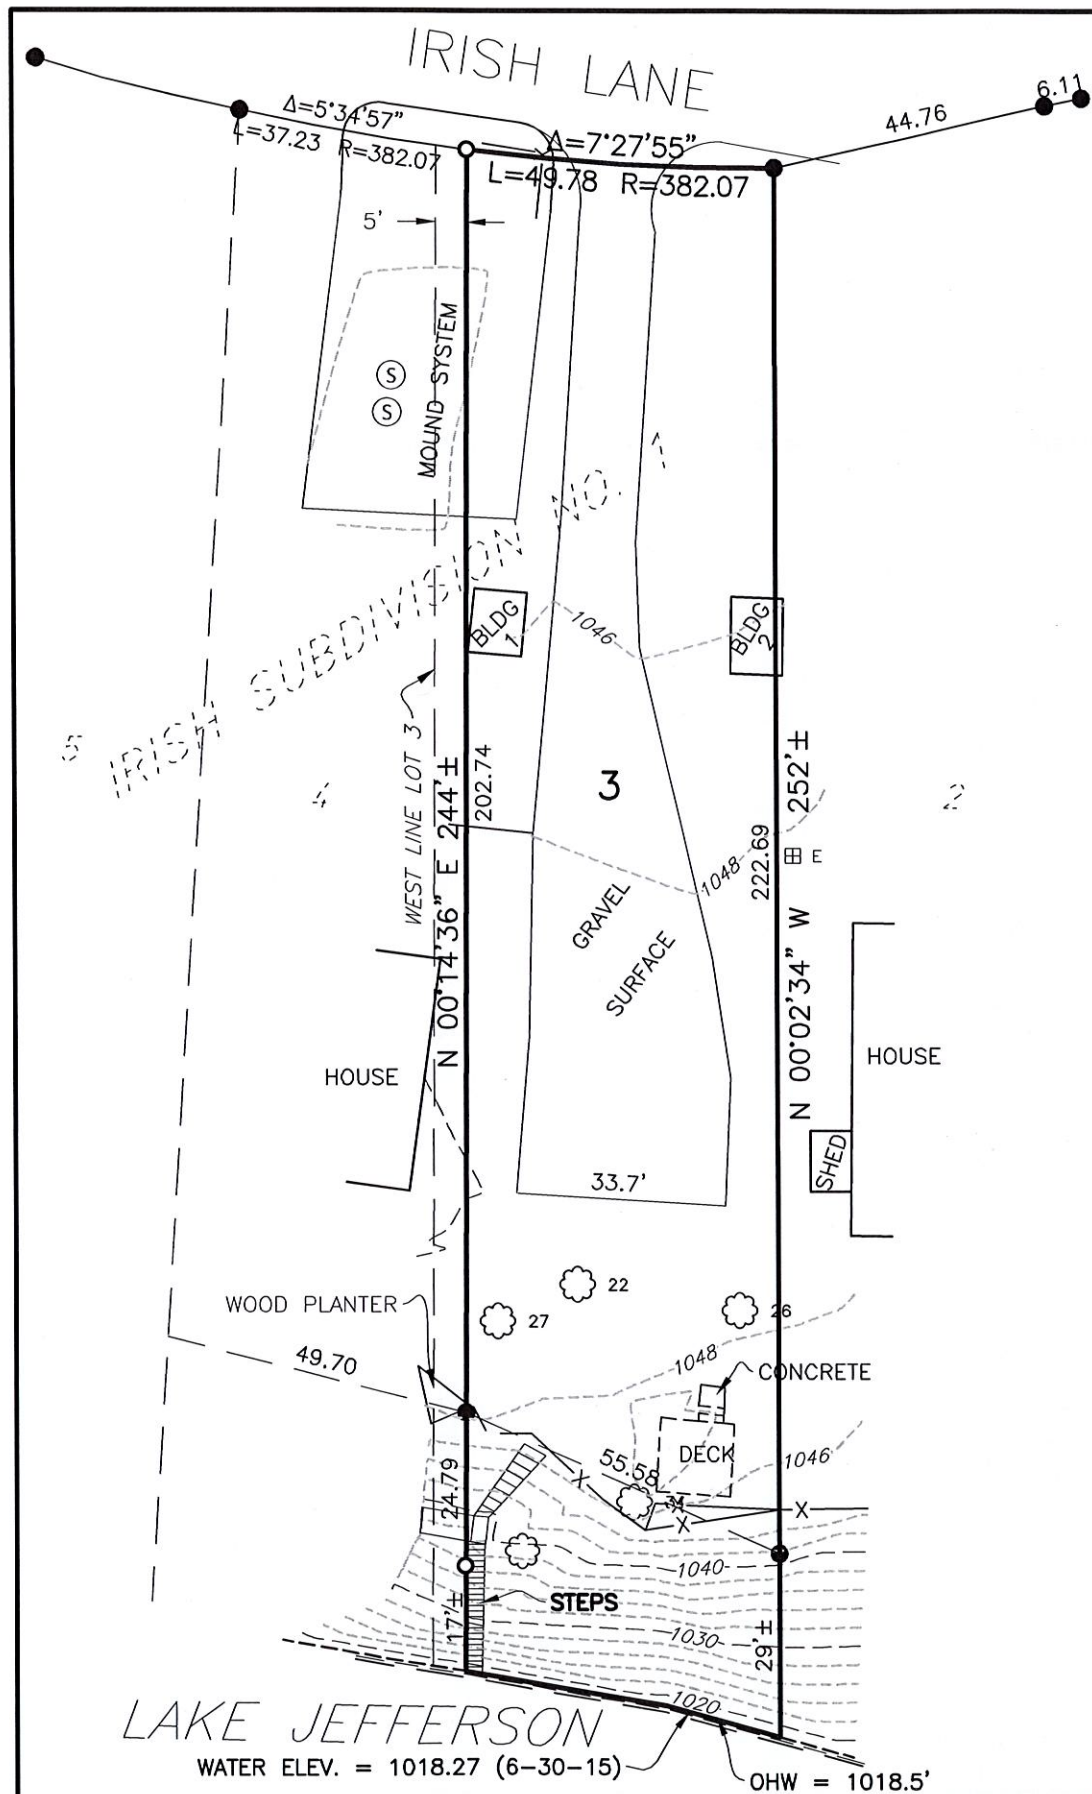 IRISH LANE
6.11
44.76
Δ=5°34'57"
L=37.23 R=382.07
Δ=7°27'55"
L=49.78 R=382.07
5'
MOUND SYSTEM
S
S
IRISH SUBDIVISION NO. 1
BLDG
1
1046
BLDG
2
WEST LINE LOT 3
5
4
3
2
N 00°14'36" E 244'±
202.74
N 00°02'34" W 252'±
222.69
1048
E
GRAVEL
SURFACE
HOUSE
HOUSE
SHED
33.7'
22
27
26
WOOD PLANTER
49.70
1048
CONCRETE
DECK
1046
55.58
24.79
X
X
X
X
1040
STEPS
17'±
1030
29'±
1020
LAKE JEFFERSON
WATER ELEV. = 1018.27 (6-30-15)
OHW = 1018.5'